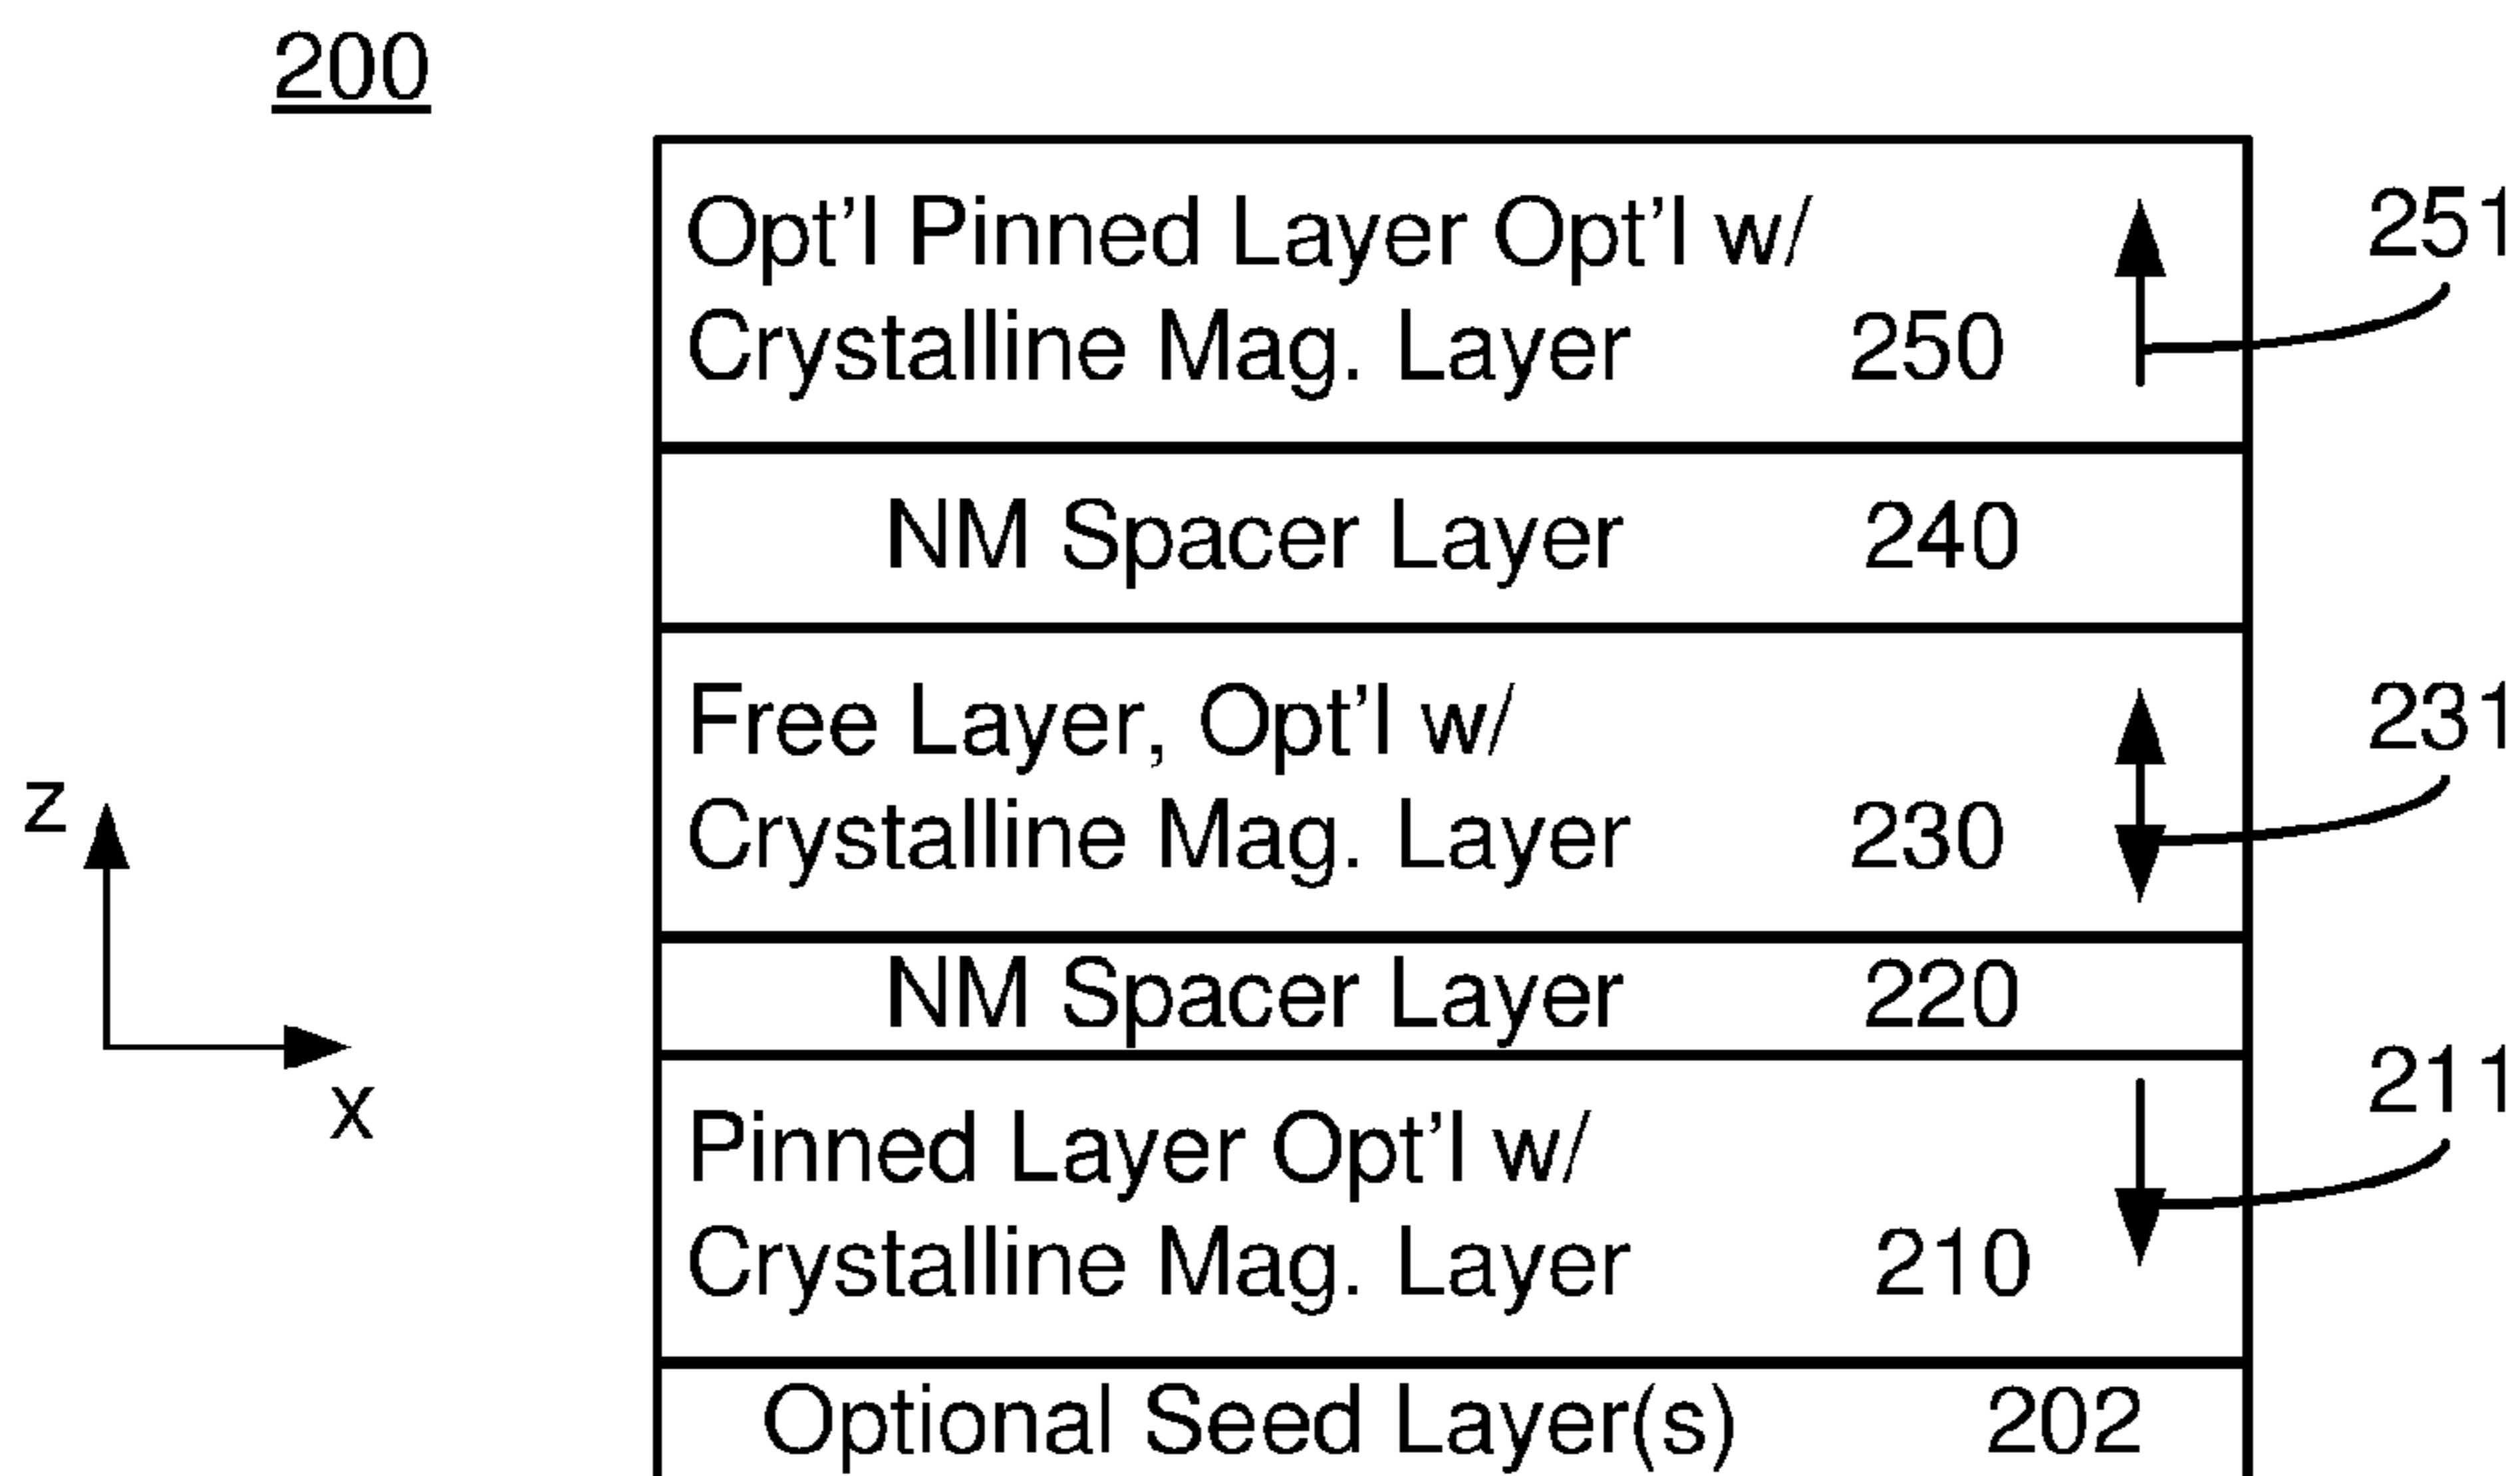 200
Opt’l Pinned Layer Opt’l w/
Crystalline Mag. Layer 250
251
NM Spacer Layer 240
Free Layer, Opt’l w/
Crystalline Mag. Layer 230
231
NM Spacer Layer 220
Pinned Layer Opt’l w/
Crystalline Mag. Layer 210
211
Optional Seed Layer(s) 202
z
x